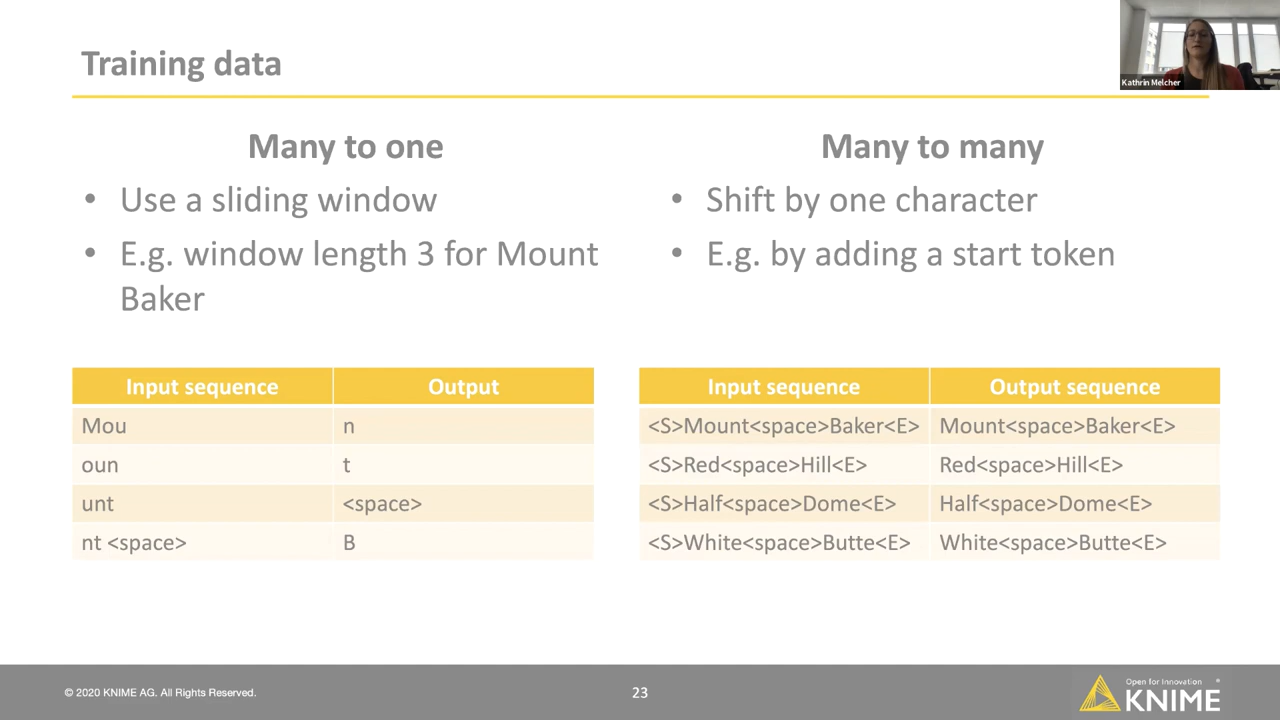 Training data
Kathrin Melcher
Many to one
• Use a sliding window
• E.g. window length 3 for Mount
Baker
Many to many
• Shift by one character
• E.g. by adding a start token
Input sequence Output
Mou n
oun t
unt <space>
nt <space> B
Input sequence Output sequence
<S>Mount<space>Baker<E> Mount<space>Baker<E>
<S>Red<space>Hill<E> Red<space>Hill<E>
<S>Half<space>Dome<E> Half<space>Dome<E>
<S>White<space>Butte<E> White<space>Butte<E>
© 2020 KNIME AG. All Rights Reserved.
23
Open for Innovation ®
KNIME